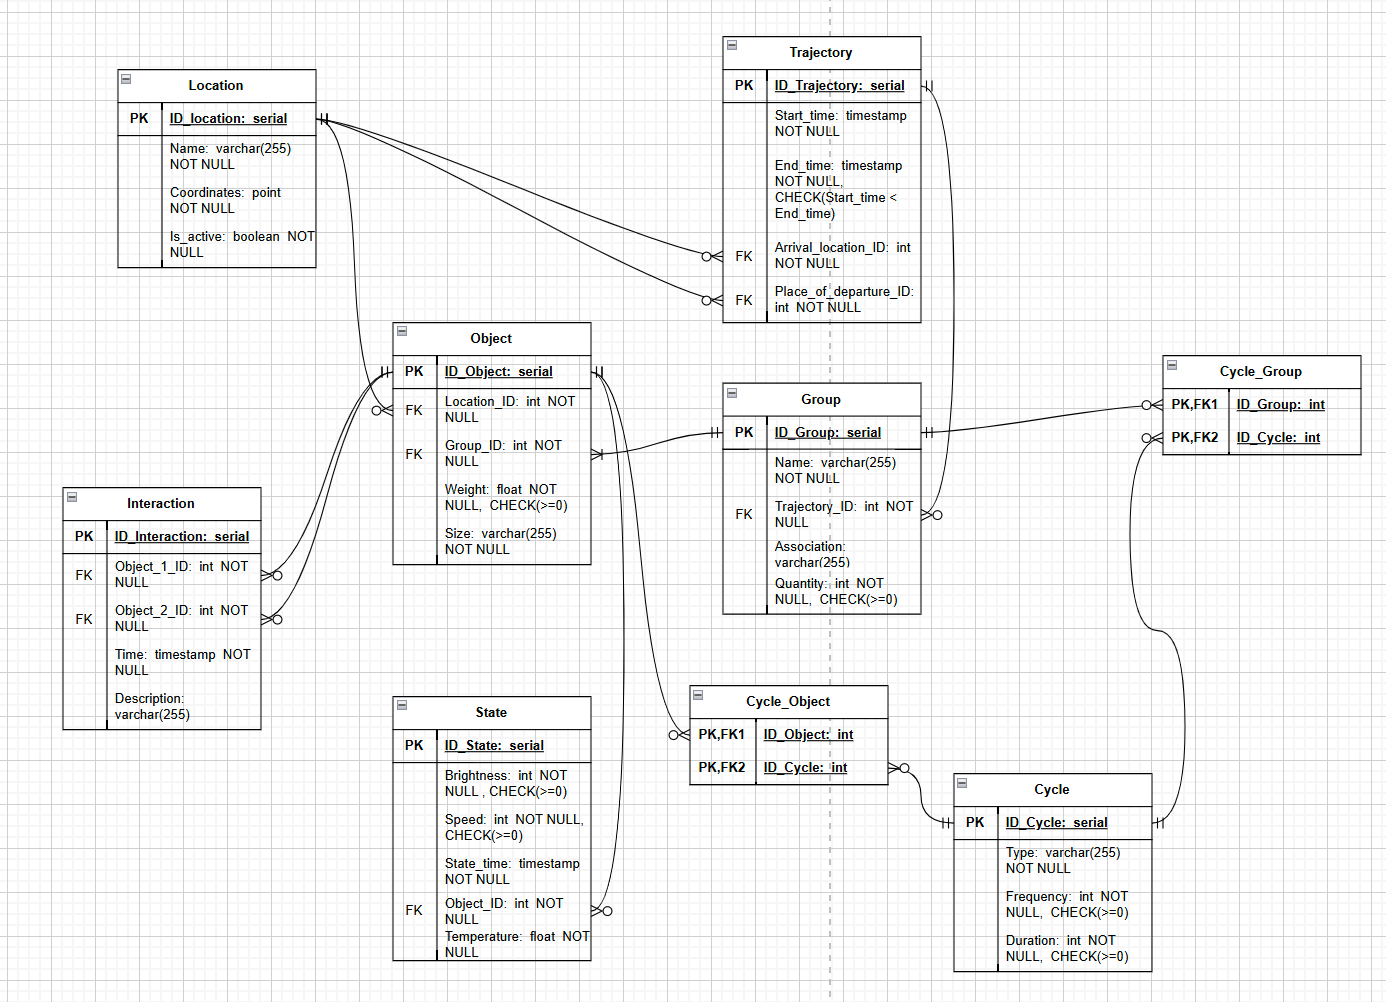 Location
PK ID_location: serial
Name: varchar(255)
NOT NULL
Coordinates: point
NOT NULL
Is_active: boolean NOT
NULL
Trajectory
PK ID_Trajectory: serial
Start_time: timestamp
NOT NULL
End_time: timestamp
NOT NULL,
CHECK(Start_time <
End_time)
FK Arrival_location_ID: int
NOT NULL
FK Place_of_departure_ID:
int NOT NULL
Object
PK ID_Object: serial
FK Location_ID: int NOT
NULL
FK Group_ID: int NOT
NULL
Weight: float NOT
NULL, CHECK(>=0)
Size: varchar(255)
NOT NULL
Group
PK ID_Group: serial
Name: varchar(255)
NOT NULL
FK Trajectory_ID: int NOT
NULL
Association:
varchar(255)
Quantity: int NOT
NULL, CHECK(>=0)
Cycle_Group
PK,FK1 ID_Group: int
PK,FK2 ID_Cycle: int
Interaction
PK ID_Interaction: serial
FK Object_1_ID: int NOT
NULL
FK Object_2_ID: int NOT
NULL
Time: timestamp NOT
NULL
Description:
varchar(255)
State
PK ID_State: serial
Brightness: int NOT
NULL , CHECK(>=0)
Speed: int NOT NULL,
CHECK(>=0)
State_time: timestamp
NOT NULL
FK Object_ID: int NOT
NULL
Temperature: float NOT
NULL
Cycle_Object
PK,FK1 ID_Object: int
PK,FK2 ID_Cycle: int
Cycle
PK ID_Cycle: serial
Type: varchar(255)
NOT NULL
Frequency: int NOT
NULL, CHECK(>=0)
Duration: int NOT
NULL, CHECK(>=0)